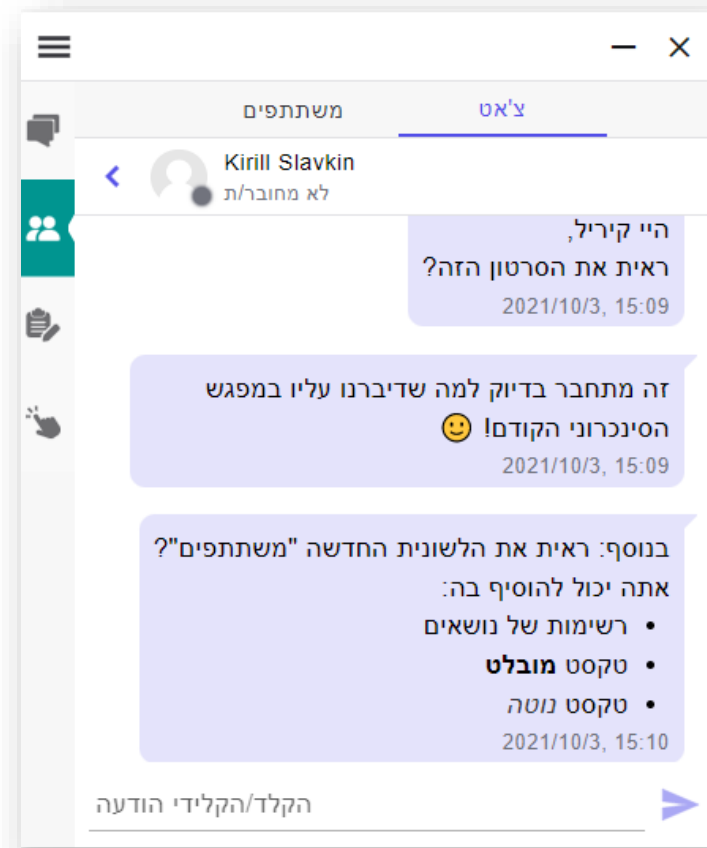 צ'אט
משתתפים
Kirill Slavkin
לא מחובר/ת
היי קיריל,
ראית את הסרטון הזה?
2021/10/3, 15:09
זה מתחבר בדיוק למה שדיברנו עליו במפגש
הסינכרוני הקודם! 🙂
2021/10/3, 15:09
בנוסף: ראית את הלשונית החדשה "משתתפים"?
אתה יכול להוסיף בה:
• רשימות של נושאים
• טקסט מובלט
• טקסט נוטה
2021/10/3, 15:10
הקלד/הקלידי הודעה